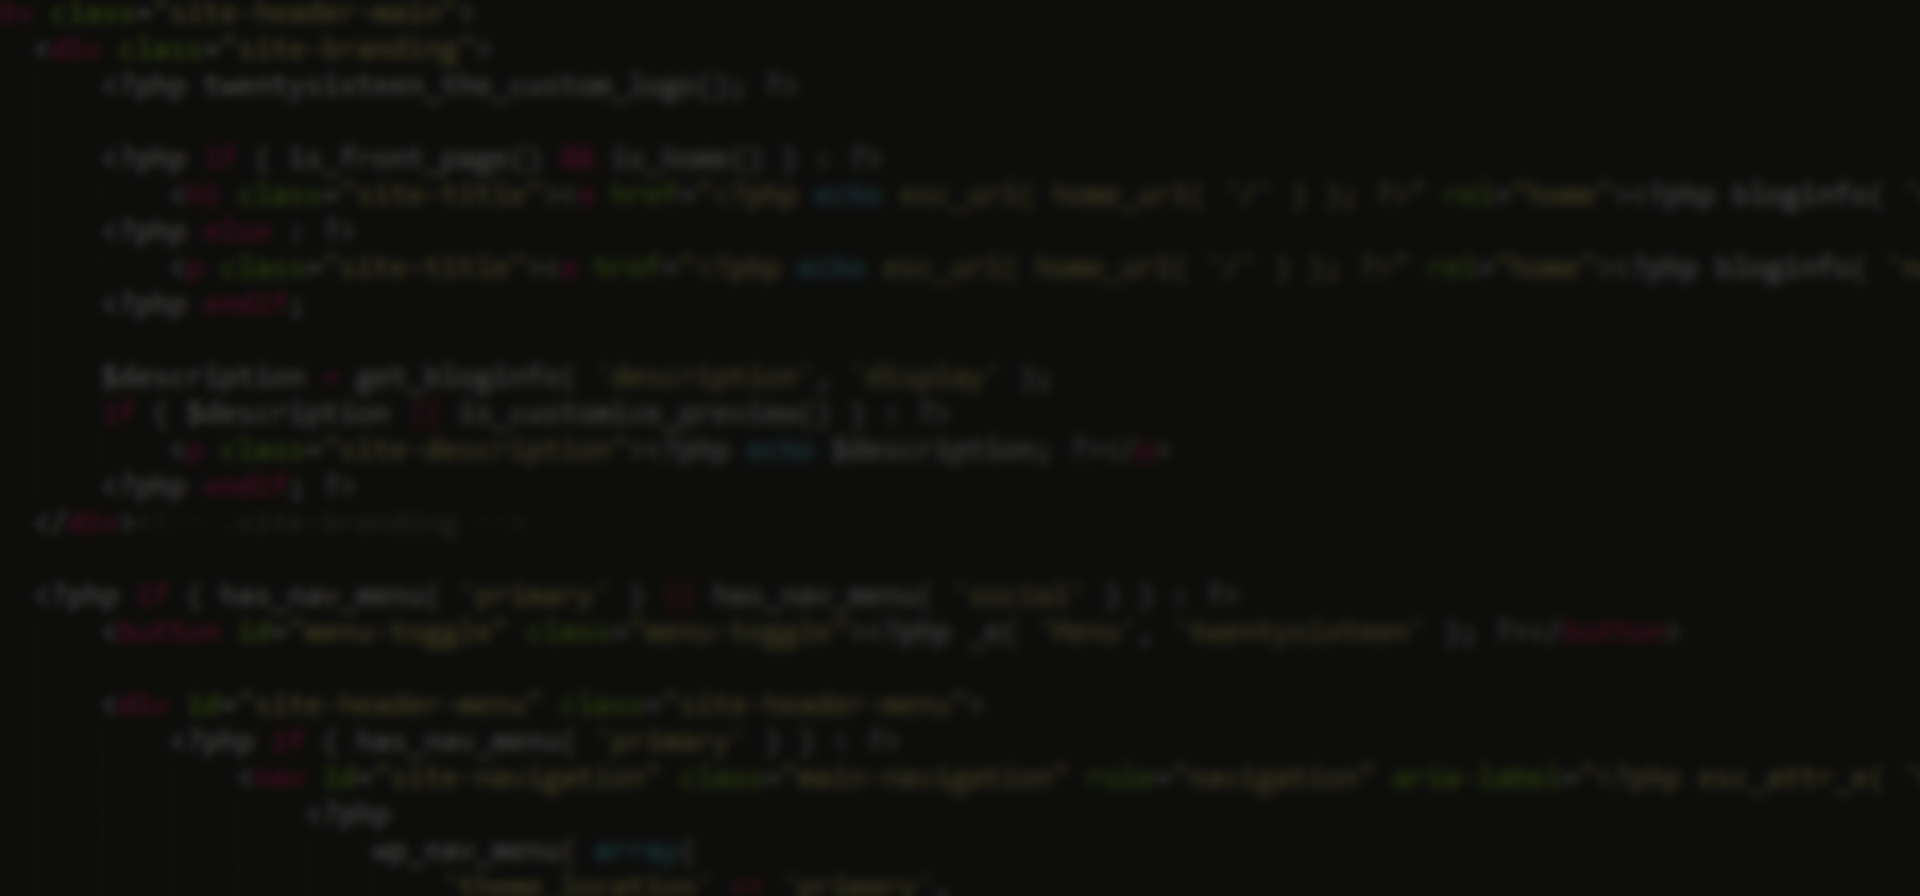 iv class="site-header-main">
<div class="site-branding">
<?php twentysixteen_the_custom_logo(); ?>
<?php if ( is_front_page() && is_home() ) : ?>
<h1 class="site-title"><a href="<?php echo esc_url( home_url( '/' ) ); ?>" rel="home"><?php bloginfo( '
<?php else : ?>
<p class="site-title"><a href="<?php echo esc_url( home_url( '/' ) ); ?>" rel="home"><?php bloginfo( 'n
<?php endif;
$description = get_bloginfo( 'description', 'display' );
if ( $description || is_customize_preview() ) : ?>
<p class="site-description"><?php echo $description; ?></p>
<?php endif; ?>
</div><!-- .site-branding -->
<?php if ( has_nav_menu( 'primary' ) || has_nav_menu( 'social' ) ) : ?>
<button id="menu-toggle" class="menu-toggle"><?php _e( 'Menu', 'twentysixteen' ); ?></button>
<div id="site-header-menu" class="site-header-menu">
<?php if ( has_nav_menu( 'primary' ) ) : ?>
<nav id="site-navigation" class="main-navigation" role="navigation" aria-label="<?php esc_attr_e( '
<?php
wp_nav_menu( array(
'theme_location' => 'primary',